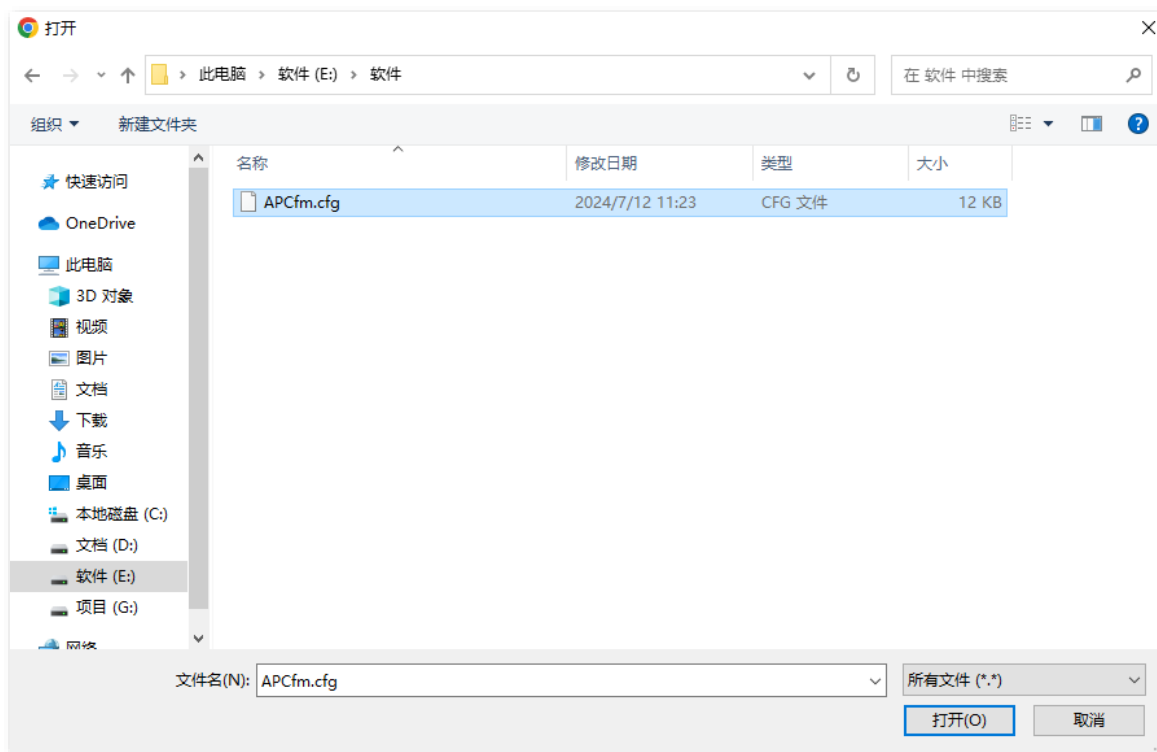 打开
此电脑 软件 (E:) 软件
在 软件 中搜索
组织 新建文件夹
名称 修改日期 类型 大小
APCfm.cfg 2024/7/12 11:23 CFG 文件 12 KB
快速访问
OneDrive
此电脑
3D 对象
视频
图片
文档
下载
音乐
桌面
本地磁盘 (C:)
文档 (D:)
软件 (E:)
项目 (G:)
网络
文件名(N): APCfm.cfg 所有文件 (*.*)
打开(O) 取消